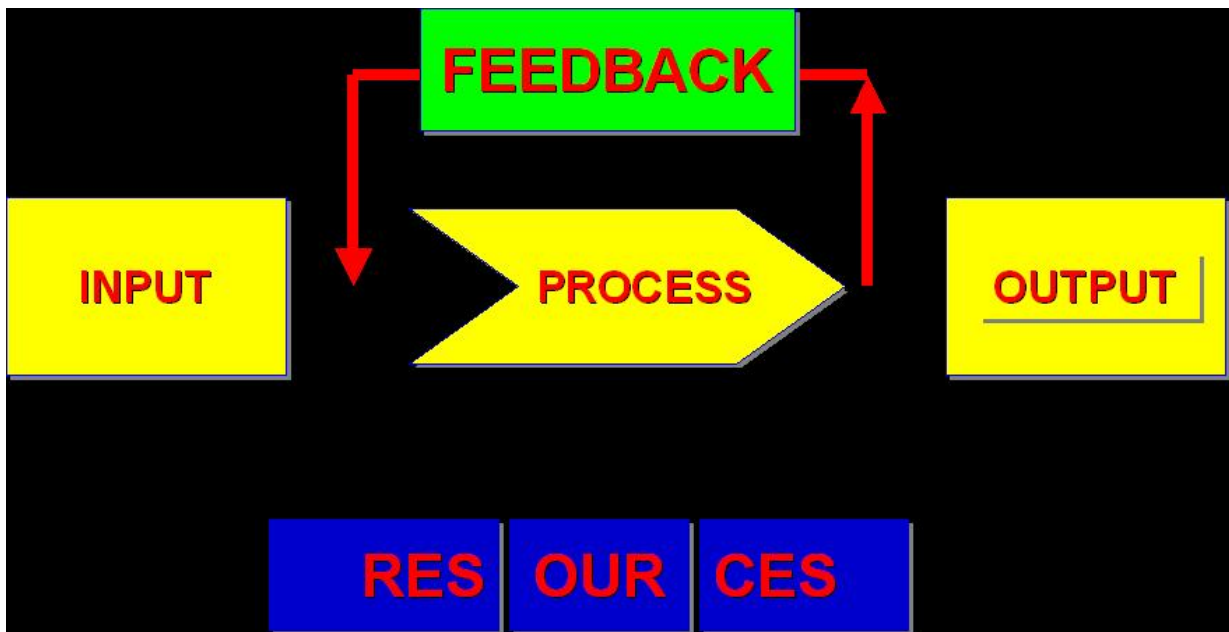 FEEDBACK
INPUT
PROCESS
OUTPUT
RES OUR CES